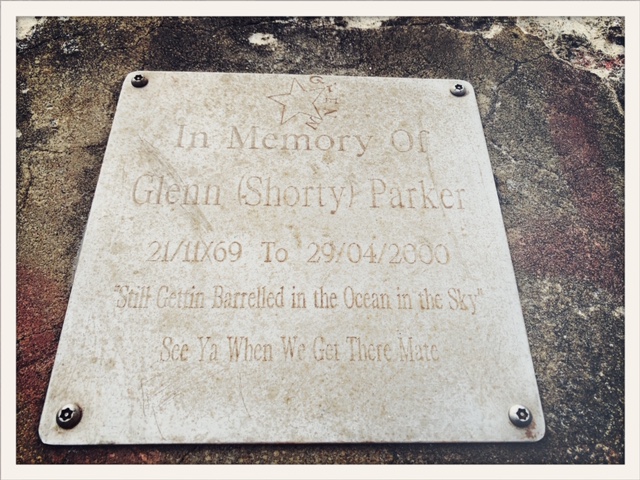 In Memory Of
Glenn (Shorty) Parker
21/11/69 To 29/04/2000
"Still Gettin Barrelled in the Ocean in the Sky"
See Ya When We Get There Mate